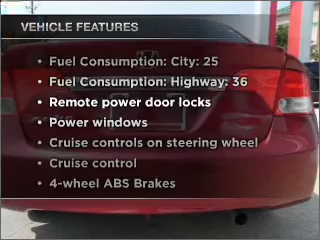 VEHICLE FEATURES
• Fuel Consumption: City: 25
• Fuel Consumption: Highway: 36
• Remote power door locks
• Power windows
• Cruise controls on steering wheel
• Cruise control
• 4-wheel ABS Brakes